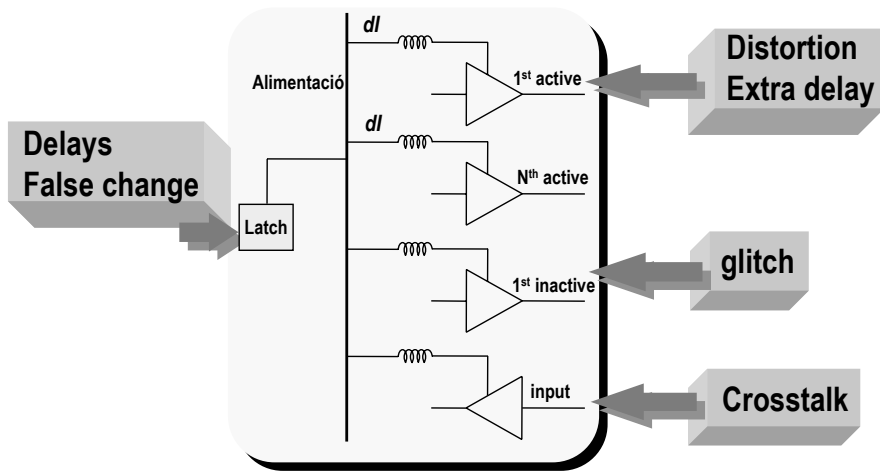 dI
Alimentació
1st active
Distortion
Extra delay
dI
Delays
False change
Nth active
Latch
1st inactive
glitch
input
Crosstalk